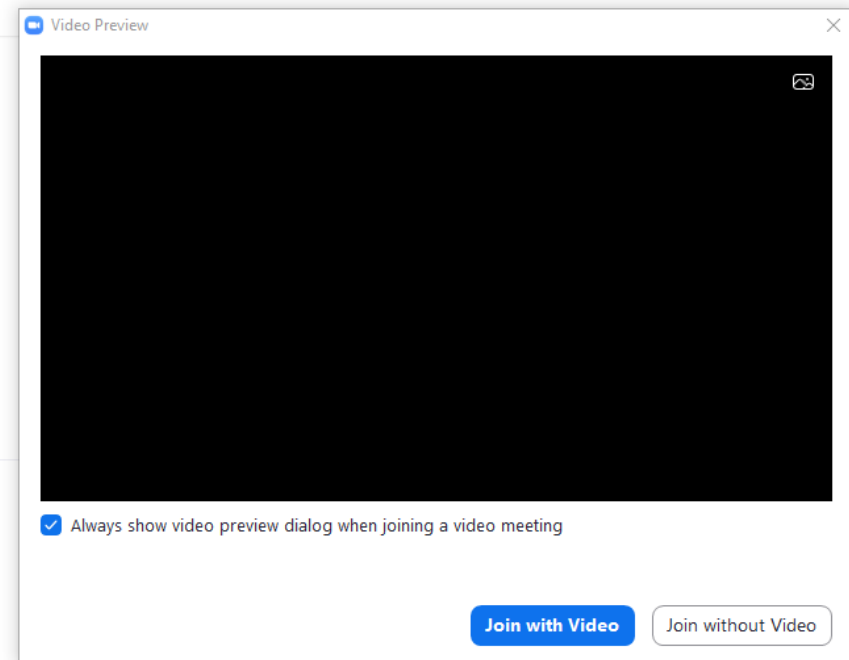 Video Preview
Always show video preview dialog when joining a video meeting
Join with Video
Join without Video